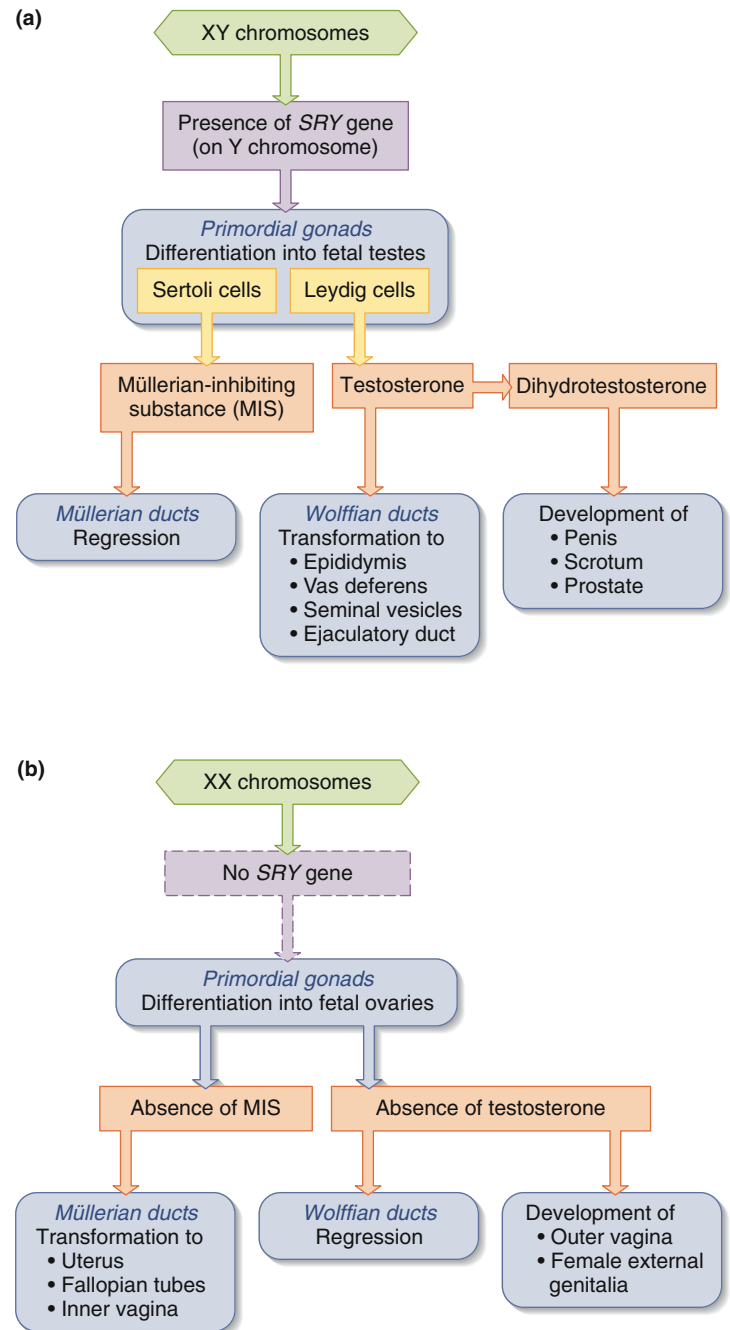 (a)
XY chromosomes
Presence of SRY gene
(on Y chromosome)
Primordial gonads
Differentiation into fetal testes
Sertoli cells
Leydig cells
Müllerian-inhibiting
substance (MIS)
Testosterone
Dihydrotestosterone
Müllerian ducts
Regression
Wolffian ducts
Transformation to
• Epididymis
• Vas deferens
• Seminal vesicles
• Ejaculatory duct
Development of
• Penis
• Scrotum
• Prostate
(b)
XX chromosomes
No SRY gene
Primordial gonads
Differentiation into fetal ovaries
Absence of MIS
Absence of testosterone
Müllerian ducts
Transformation to
• Uterus
• Fallopian tubes
• Inner vagina
Wolffian ducts
Regression
Development of
• Outer vagina
• Female external
genitalia